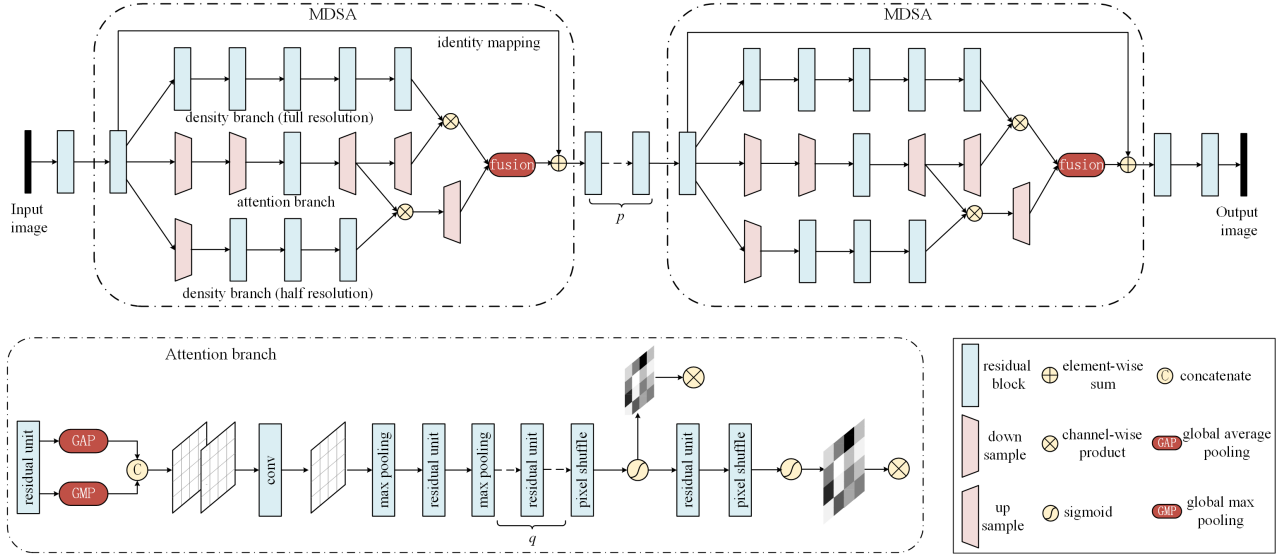 MDSA
MDSA
identity mapping
density branch (full resolution)
fusion
fusion
Input
image
attention branch
p
Output
image
density branch (half resolution)
Attention branch
residual unit
GAP
GMP
C
conv
max pooling
residual unit
max pooling
residual unit
pixel shuffle
residual unit
pixel shuffle
q
residual
block
element-wise
sum
C
concatenate
down
sample
channel-wise
product
GAP
global average
pooling
up
sample
sigmoid
GMP
global max
pooling